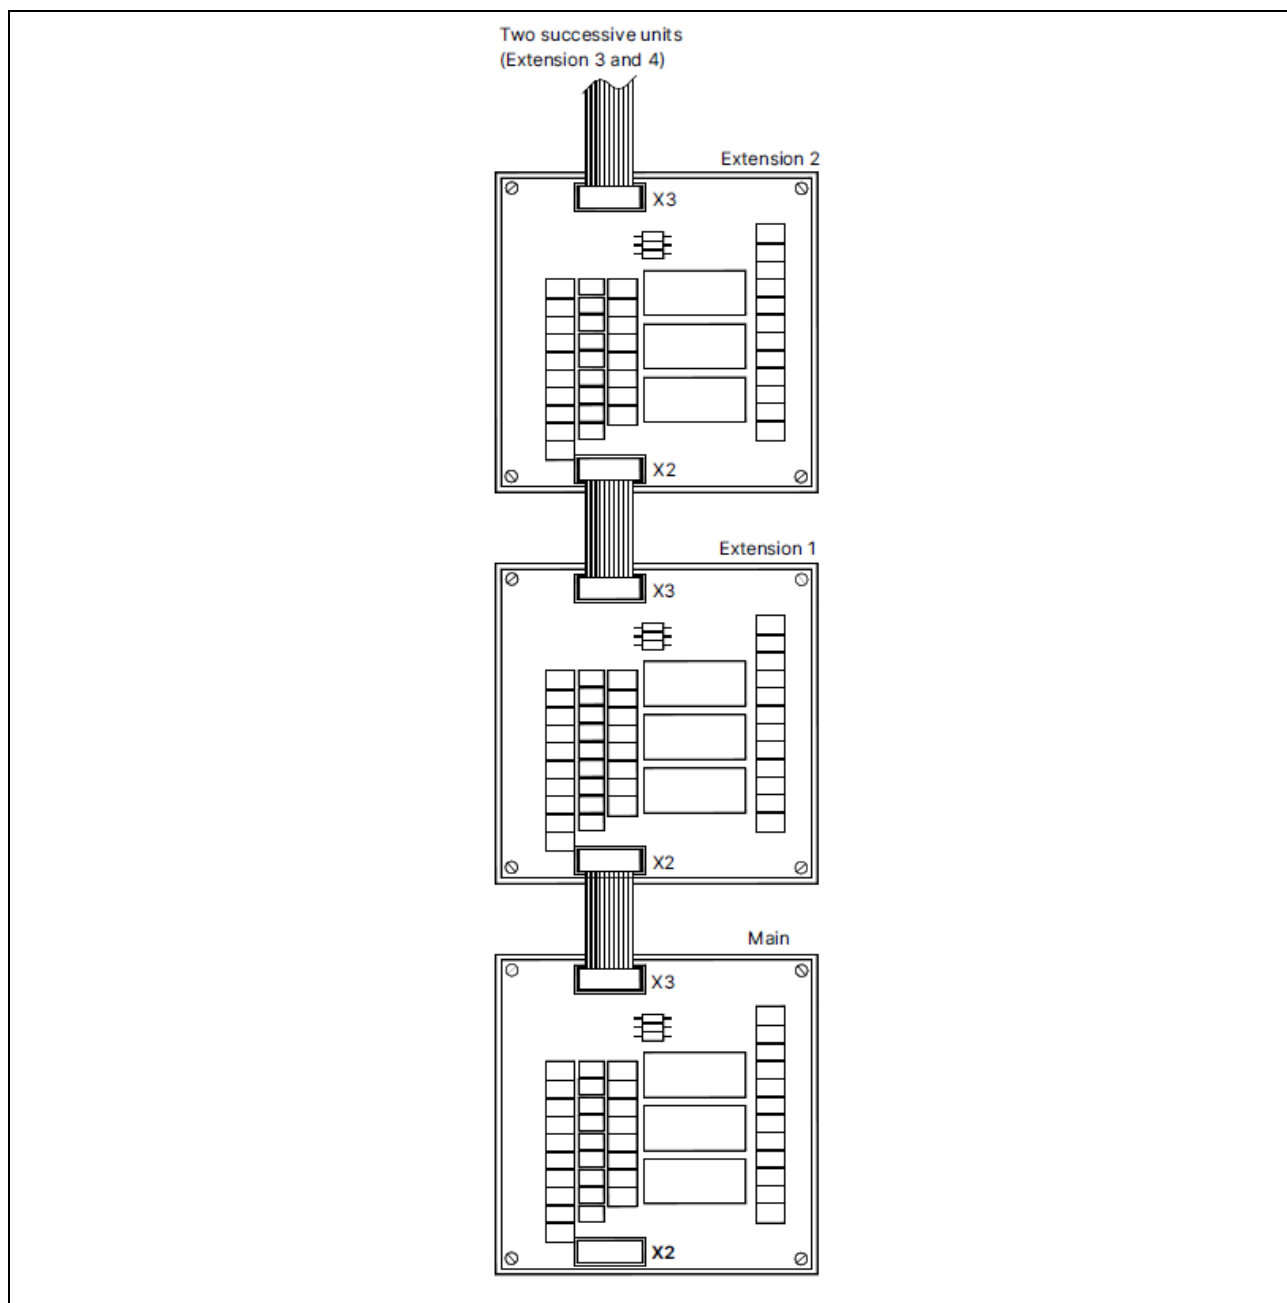 Two successive units
(Extension 3 and 4)
Extension 2
X3
X2
Extension 1
X3
X2
Main
X3
X2